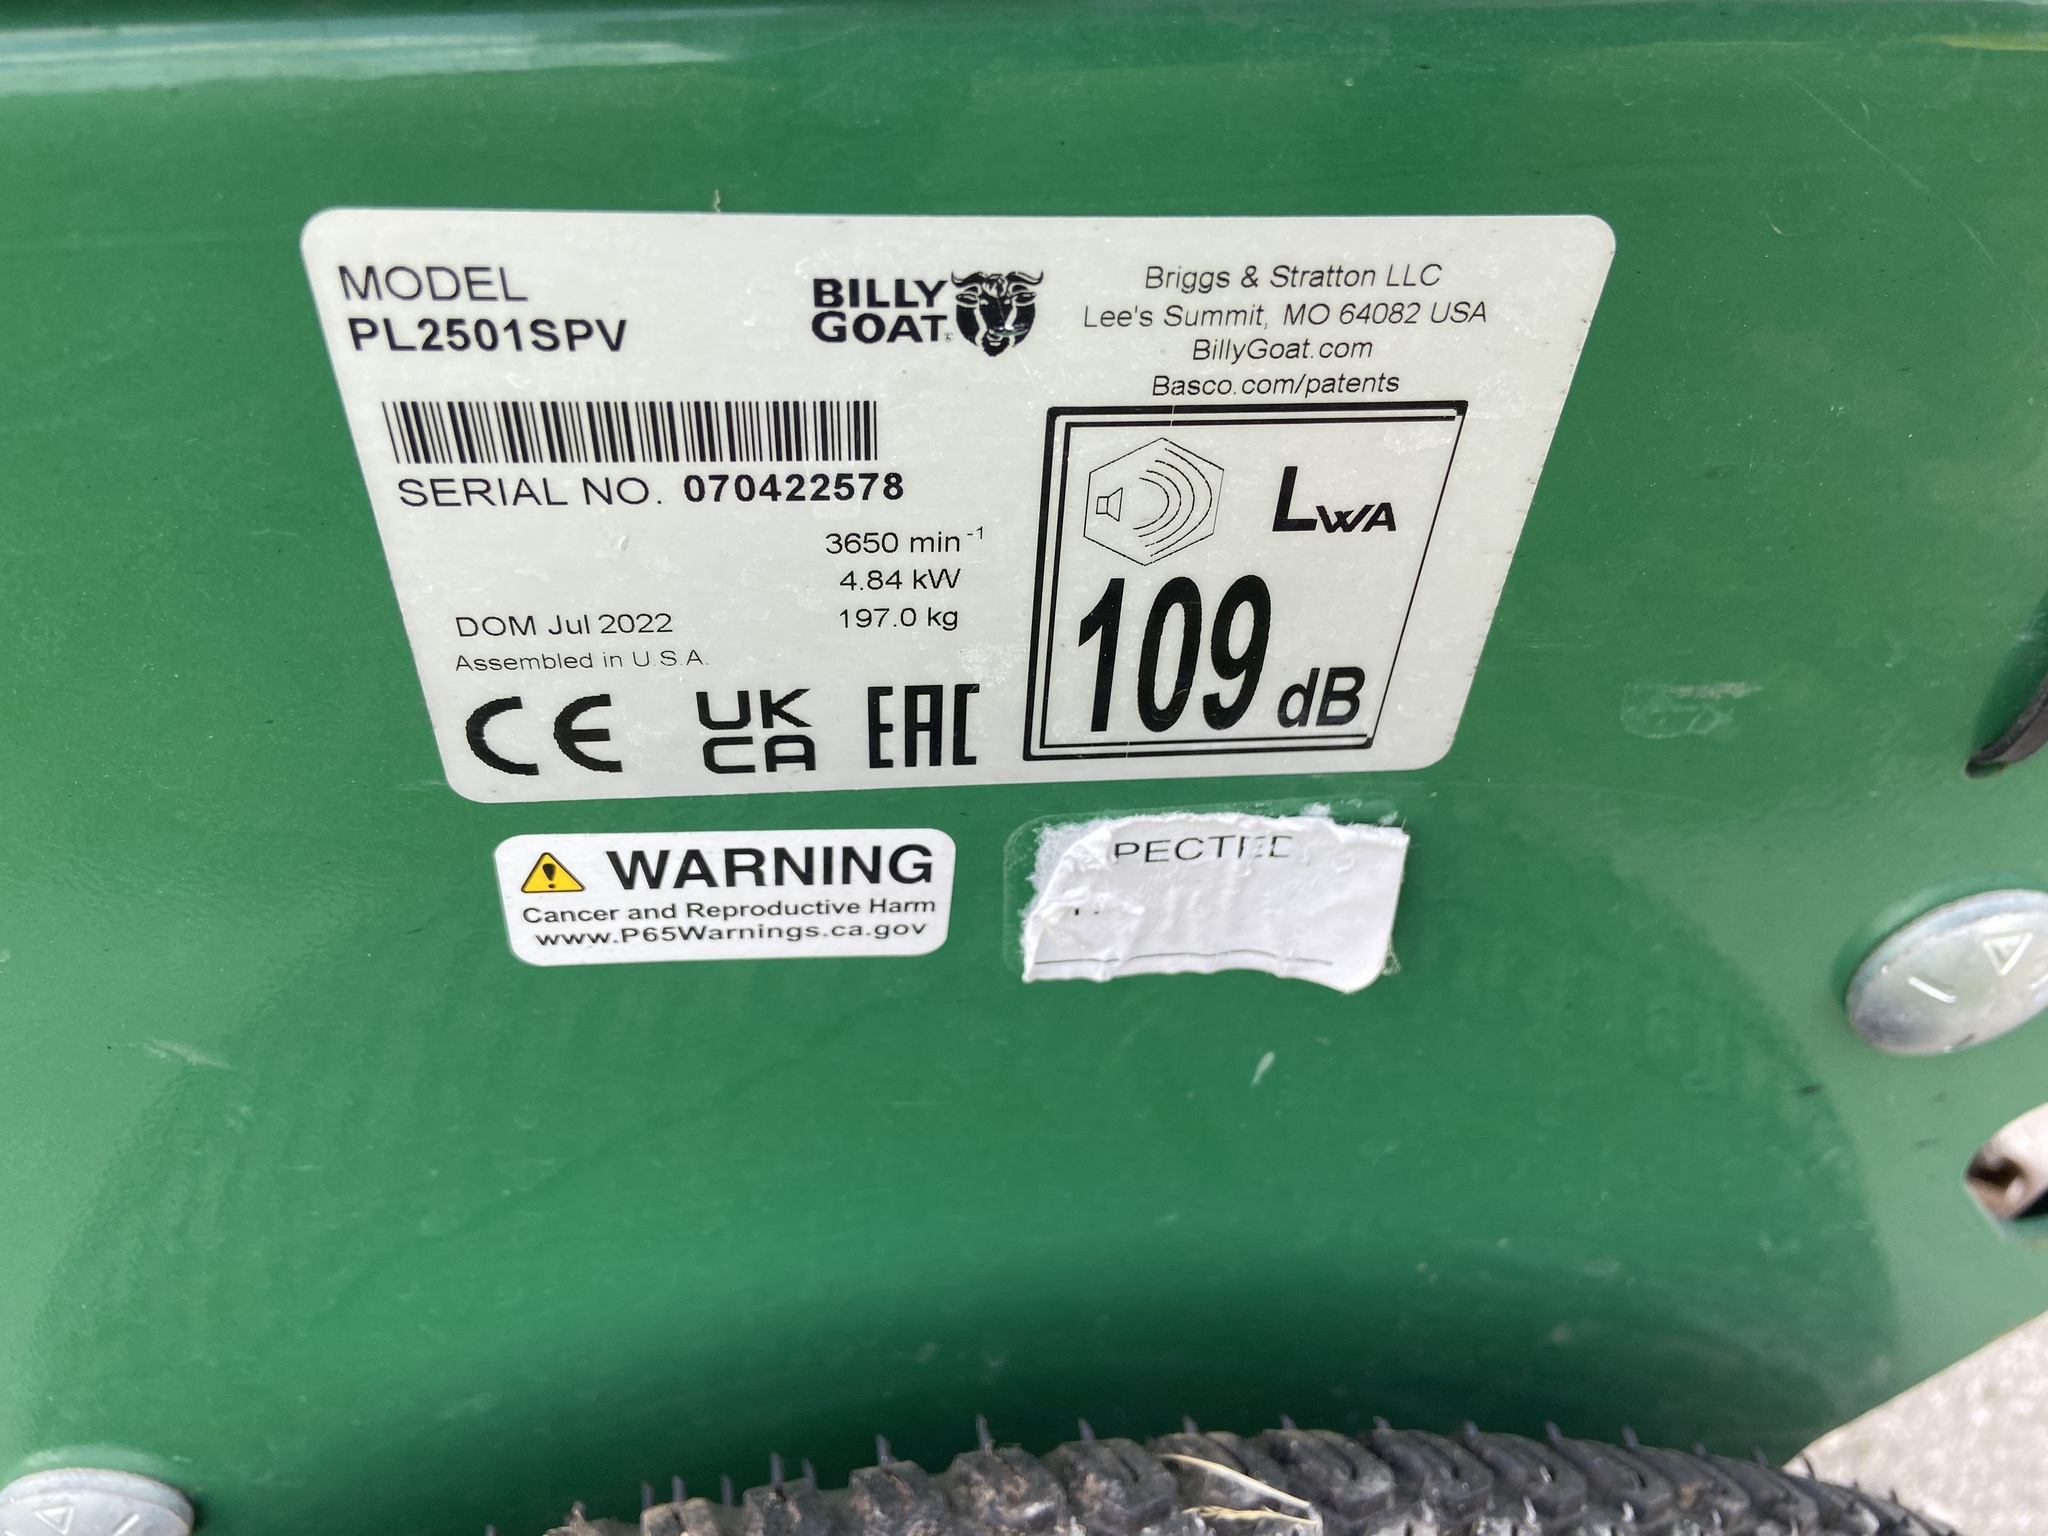 MODEL
PL2501SPV
BILLY
GOAT
Briggs & Stratton LLC
Lee's Summit, MO 64082 USA
BillyGoat.com
Basco.com/patents
SERIAL NO. 070422578
3650 min⁻¹
4.84 kW
197.0 kg
DOM Jul 2022
Assembled in U.S.A.
CE
UK
CA
EAC
LWA
109 dB
WARNING
Cancer and Reproductive Harm
www.P65Warnings.ca.gov
PECTED